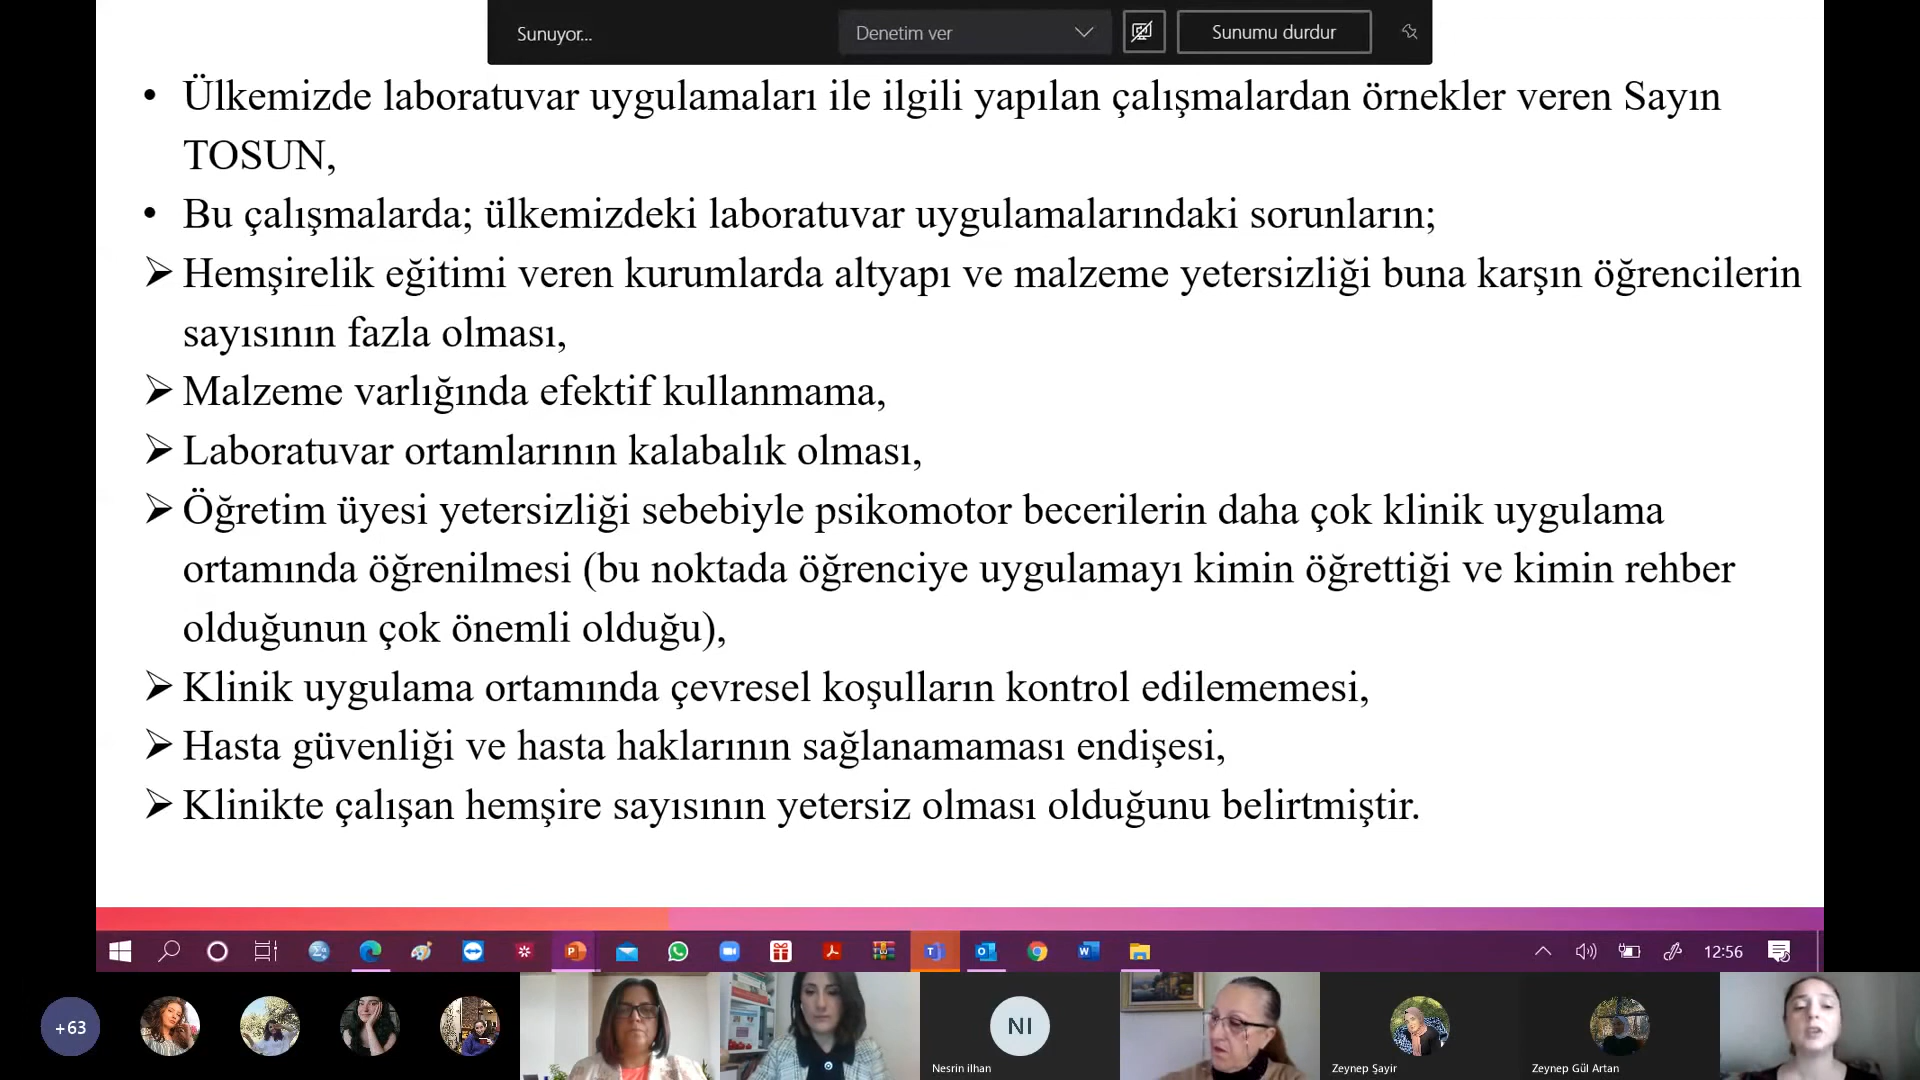 Sunuyor...
Denetim ver
Sunumu durdur
• Ülkemizde laboratuvar uygulamaları ile ilgili yapılan çalışmalardan örnekler veren Sayın
TOSUN,
• Bu çalışmalarda; ülkemizdeki laboratuvar uygulamalarındaki sorunların;
➢ Hemşirelik eğitimi veren kurumlarda altyapı ve malzeme yetersizliği buna karşın öğrencilerin
sayısının fazla olması,
➢ Malzeme varlığında efektif kullanmama,
➢ Laboratuvar ortamlarının kalabalık olması,
➢ Öğretim üyesi yetersizliği sebebiyle psikomotor becerilerin daha çok klinik uygulama
ortamında öğrenilmesi (bu noktada öğrenciye uygulamayı kimin öğrettiği ve kimin rehber
olduğunun çok önemli olduğu),
➢ Klinik uygulama ortamında çevresel koşulların kontrol edilememesi,
➢ Hasta güvenliği ve hasta haklarının sağlanamaması endişesi,
➢ Klinikte çalışan hemşire sayısının yetersiz olması olduğunu belirtmiştir.
12:56
+63
NI
Nesrin ilhan
Zeynep Şayir
Zeynep Gül Artan